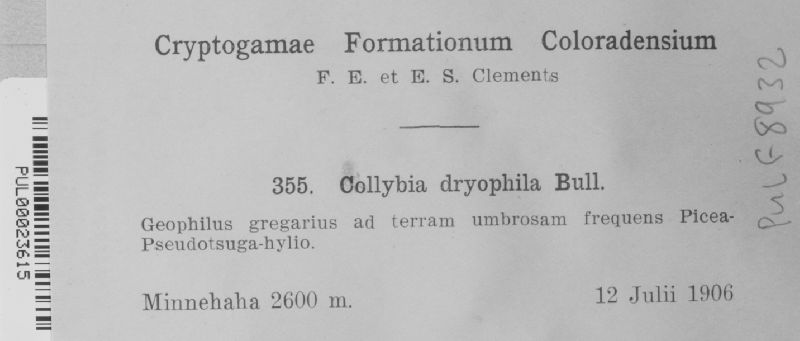 Cryptogamae Formationum Coloradensium
F. E. et E. S. Clements
355. Collybia dryophila Bull.
Geophilus gregarius ad terram umbrosam frequens Picea-
Pseudotsuga-hylio.
Minnehaha 2600 m.
12 Julii 1906
PUL F8932
PUL00023615